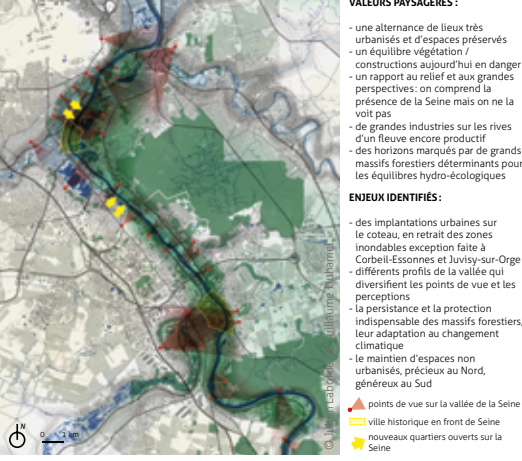 VALEURS PAYSAGÈRES :
- une alternance de lieux très
urbanisés et d'espaces préservés
- un équilibre végétation /
constructions aujourd'hui en danger
- un rapport au relief et aux grandes
perspectives: on comprend la
présence de la Seine mais on ne la
voit pas
- de grandes industries sur les rives
d'un fleuve encore productif
- des horizons marqués par de grands
massifs forestiers déterminants pour
les équilibres hydro-écologiques
ENJEUX IDENTIFIÉS :
- des implantations urbaines sur
le coteau, en retrait des zones
inondables exception faite à
Corbeil-Essonnes et Juvisy-sur-Orge
- différents profils de la vallée qui
diversifient les points de vue et les
perceptions
- la persistance et la protection
indispensable des massifs forestiers,
leur adaptation au changement
climatique
- le maintien d'espaces non
urbanisés, précieux au Nord,
généreux au Sud
points de vue sur la vallée de la Seine
ville historique en front de Seine
nouveaux quartiers ouverts sur la
Seine
N
0 1 km
Guillaume Duhamel